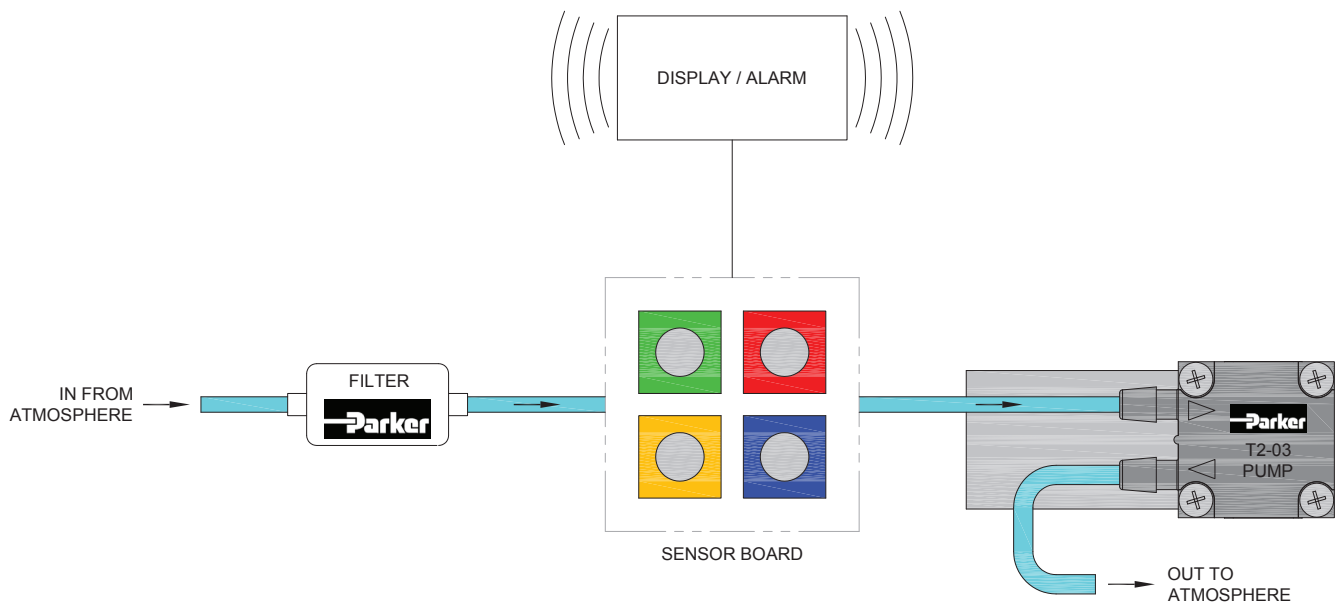 DISPLAY / ALARM
IN FROM
ATMOSPHERE
FILTER
Parker
SENSOR BOARD
Parker
T2-03
PUMP
OUT TO
ATMOSPHERE